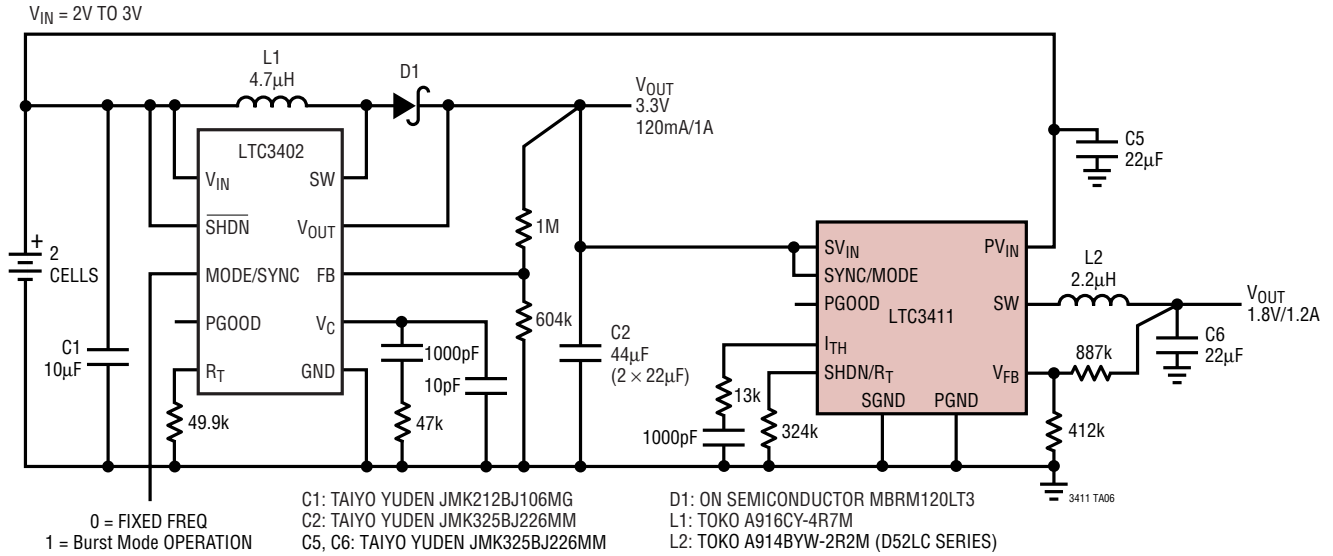 VIN = 2V TO 3V
L1
4.7µH
D1
VOUT
3.3V
120mA/1A
LTC3402
VIN
SW
SHDN
VOUT
MODE/SYNC
FB
PGOOD
VC
RT
GND
+
2
CELLS
C1
10µF
49.9k
1000pF
10pF
47k
1M
604k
C2
44µF
(2 × 22µF)
C5
22µF
SVIN
PVIN
SYNC/MODE
PGOOD
SW
LTC3411
ITH
SHDN/RT
VFB
SGND
PGND
L2
2.2µH
VOUT
1.8V/1.2A
C6
22µF
887k
412k
13k
1000pF
324k
3411 TA06
0 = FIXED FREQ
1 = Burst Mode OPERATION
C1: TAIYO YUDEN JMK212BJ106MG
C2: TAIYO YUDEN JMK325BJ226MM
C5, C6: TAIYO YUDEN JMK325BJ226MM
D1: ON SEMICONDUCTOR MBRM120LT3
L1: TOKO A916CY-4R7M
L2: TOKO A914BYW-2R2M (D52LC SERIES)